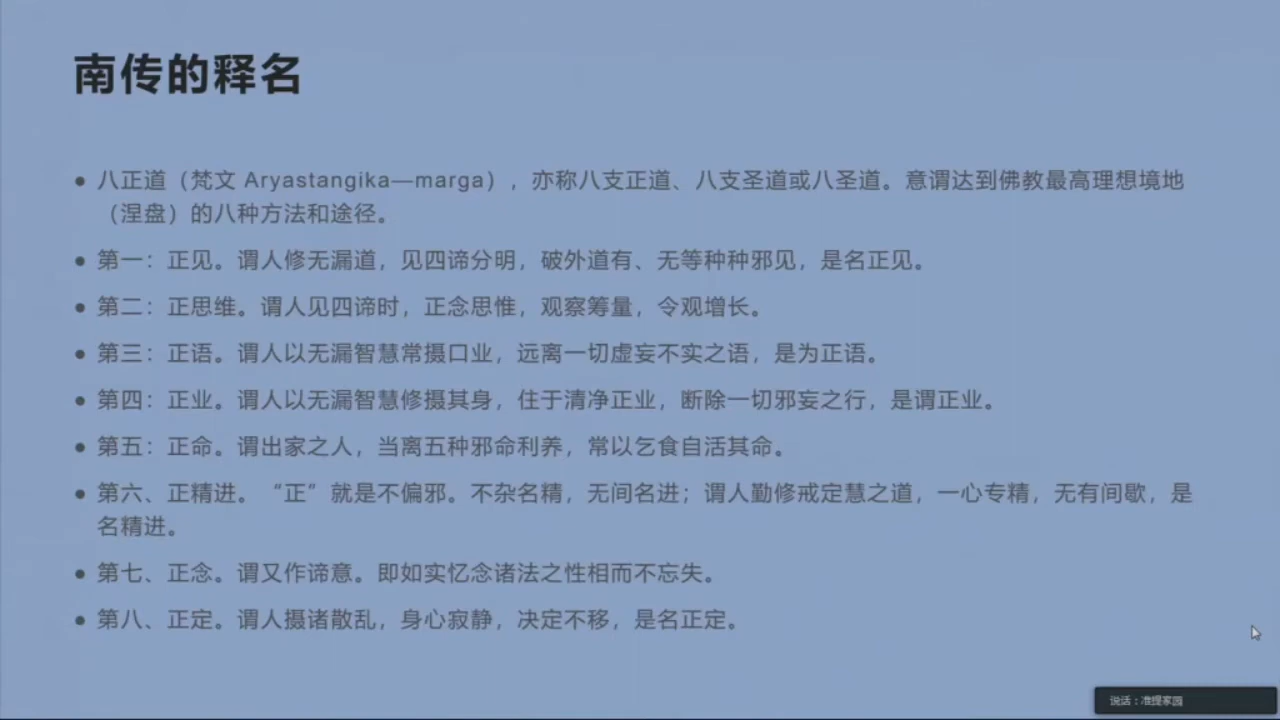 南传的释名
• 八正道（梵文 Aryastangika—marga），亦称八支正道、八支圣道或八圣道。意谓达到佛教最高理想境地
（涅盘）的八种方法和途径。
• 第一：正见。谓人修无漏道，见四谛分明，破外道有、无等种种邪见，是名正见。
• 第二：正思维。谓人见四谛时，正念思惟，观察筹量，令观增长。
• 第三：正语。谓人以无漏智慧常摄口业，远离一切虚妄不实之语，是为正语。
• 第四：正业。谓人以无漏智慧修摄其身，住于清净正业，断除一切邪妄之行，是谓正业。
• 第五：正命。谓出家之人，当离五种邪命利养，常以乞食自活其命。
• 第六、正精进。“正”就是不偏邪。不杂名精，无间名进；谓人勤修戒定慧之道，一心专精，无有间歇，是
名精进。
• 第七、正念。谓又作谛意。即如实忆念诸法之性相而不忘失。
• 第八、正定。谓人摄诸散乱，身心寂静，决定不移，是名正定。
说话：准提家园